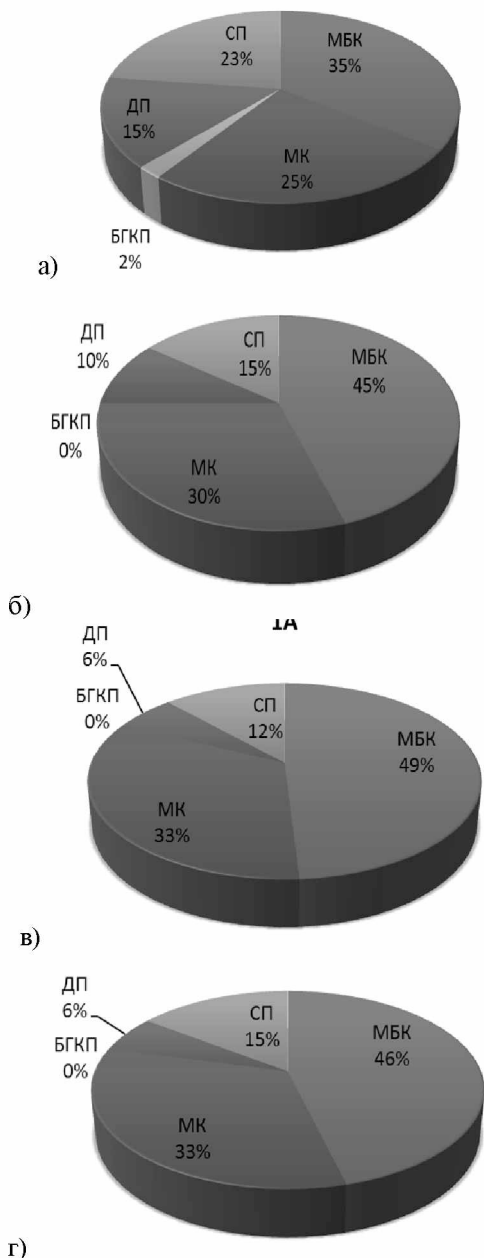 СП
23%
МБК
35%
ДП
15%
МК
25%
БГКП
2%
а)
ДП
10%
СП
15%
МБК
45%
БГКП
0%
МК
30%
б)
1А
ДП
6%
БГКП
0%
СП
12%
МБК
49%
МК
33%
в)
ДП
6%
БГКП
0%
СП
15%
МБК
46%
МК
33%
г)